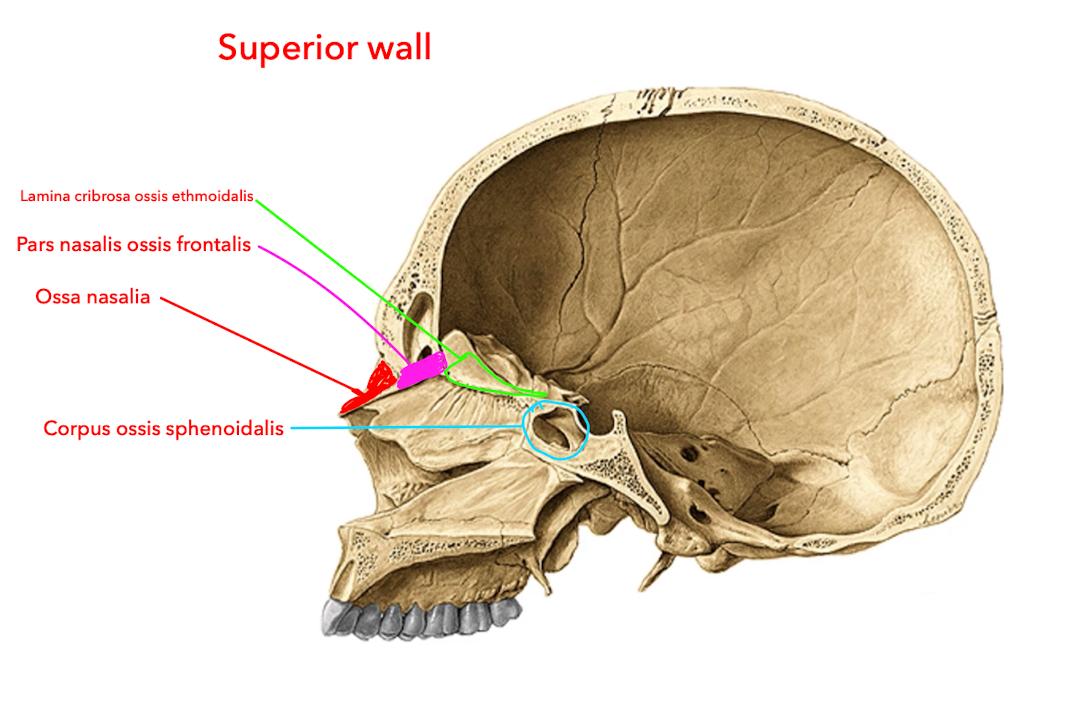 Superior wall
Lamina cribrosa ossis ethmoidalis
Pars nasalis ossis frontalis
Ossa nasalia
Corpus ossis sphenoidalis